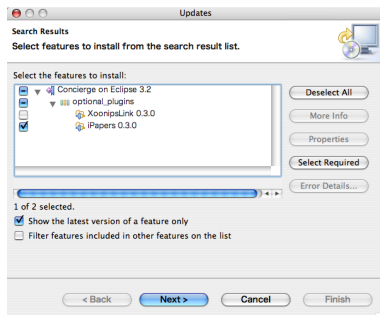 Updates
Search Results
Select features to install from the search result list.
Select the features to install:
Concierge on Eclipse 3.2
optional_plugins
XoonipsLink 0.3.0
iPapers 0.3.0
Deselect All
More Info
Properties
Select Required
Error Details...
1 of 2 selected.
Show the latest version of a feature only
Filter features included in other features on the list
< Back
Next >
Cancel
Finish